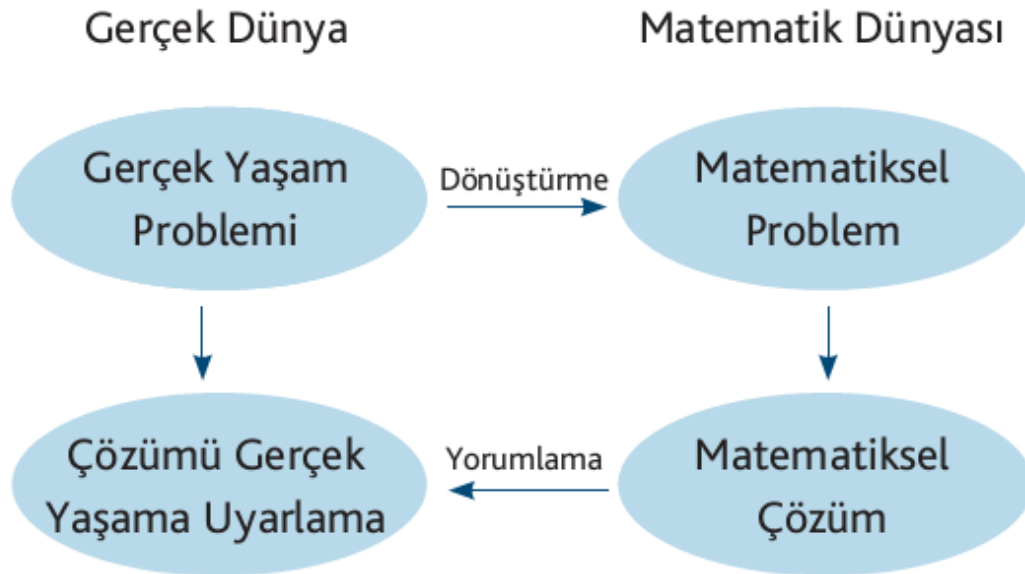 Gerçek Dünya
Matematik Dünyası
Gerçek Yaşam
Problemi
Dönüştürme
Matematiksel
Problem
Çözümü Gerçek
Yaşama Uyarlama
Yorumlama
Matematiksel
Çözüm